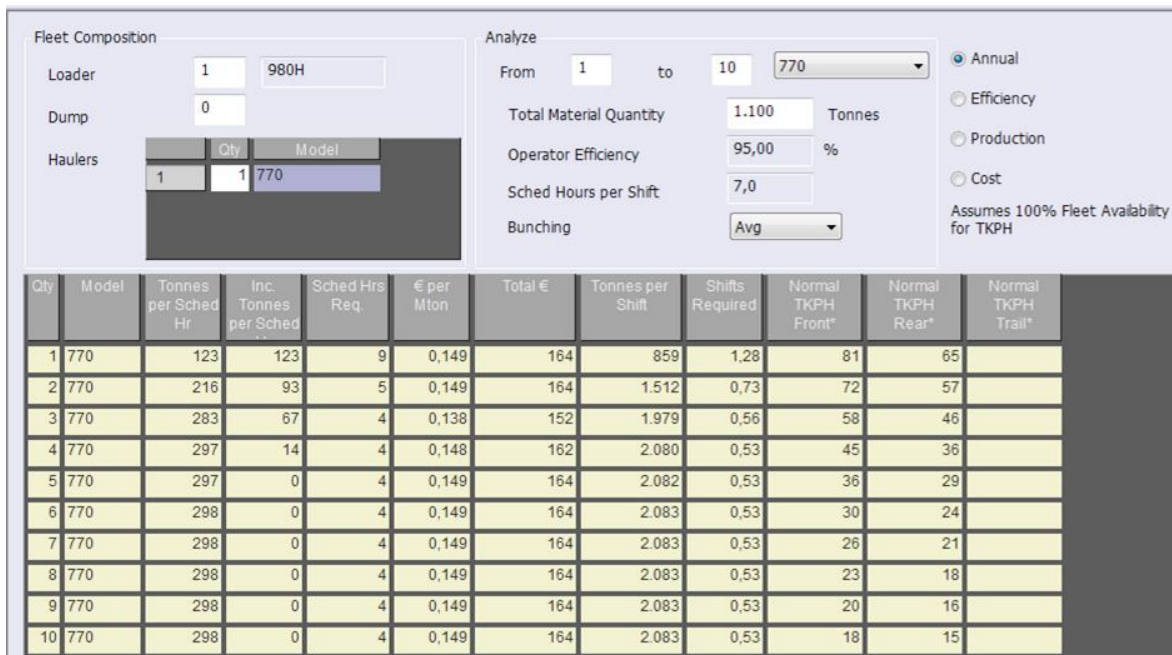 Fleet Composition
Loader 1 980H
Dump 0
Haulers
Qty Model
1 1 770
Analyze
From 1 to 10 770
Total Material Quantity 1.100 Tonnes
Operator Efficiency 95,00 %
Sched Hours per Shift 7,0
Bunching Avg
Annual
Efficiency
Production
Cost
Assumes 100% Fleet Availability
for TKPH
Qty Model Tonnes per Sched Hr Inc. Tonnes per Sched Sched Hrs Req. € per Mton Total € Tonnes per Shift Shifts Required Normal TKPH Front* Normal TKPH Rear* Normal TKPH Trail*
1 770 123 123 9 0,149 164 859 1,28 81 65
2 770 216 93 5 0,149 164 1.512 0,73 72 57
3 770 283 67 4 0,138 152 1.979 0,56 58 46
4 770 297 14 4 0,148 162 2.080 0,53 45 36
5 770 297 0 4 0,149 164 2.082 0,53 36 29
6 770 298 0 4 0,149 164 2.083 0,53 30 24
7 770 298 0 4 0,149 164 2.083 0,53 26 21
8 770 298 0 4 0,149 164 2.083 0,53 23 18
9 770 298 0 4 0,149 164 2.083 0,53 20 16
10 770 298 0 4 0,149 164 2.083 0,53 18 15